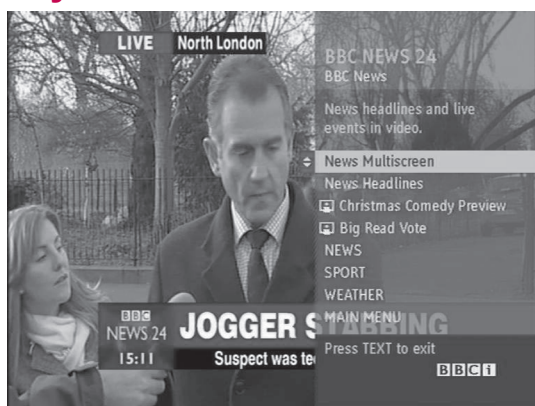 LIVE North London
BBC NEWS 24
BBC News
News headlines and live
events in video.
News Multiscreen
News Headlines
Christmas Comedy Preview
Big Read Vote
NEWS
SPORT
WEATHER
MAIN MENU
Press TEXT to exit
BBCi
BBC
NEWS 24
15:11
JOGGER STABBING
Suspect was